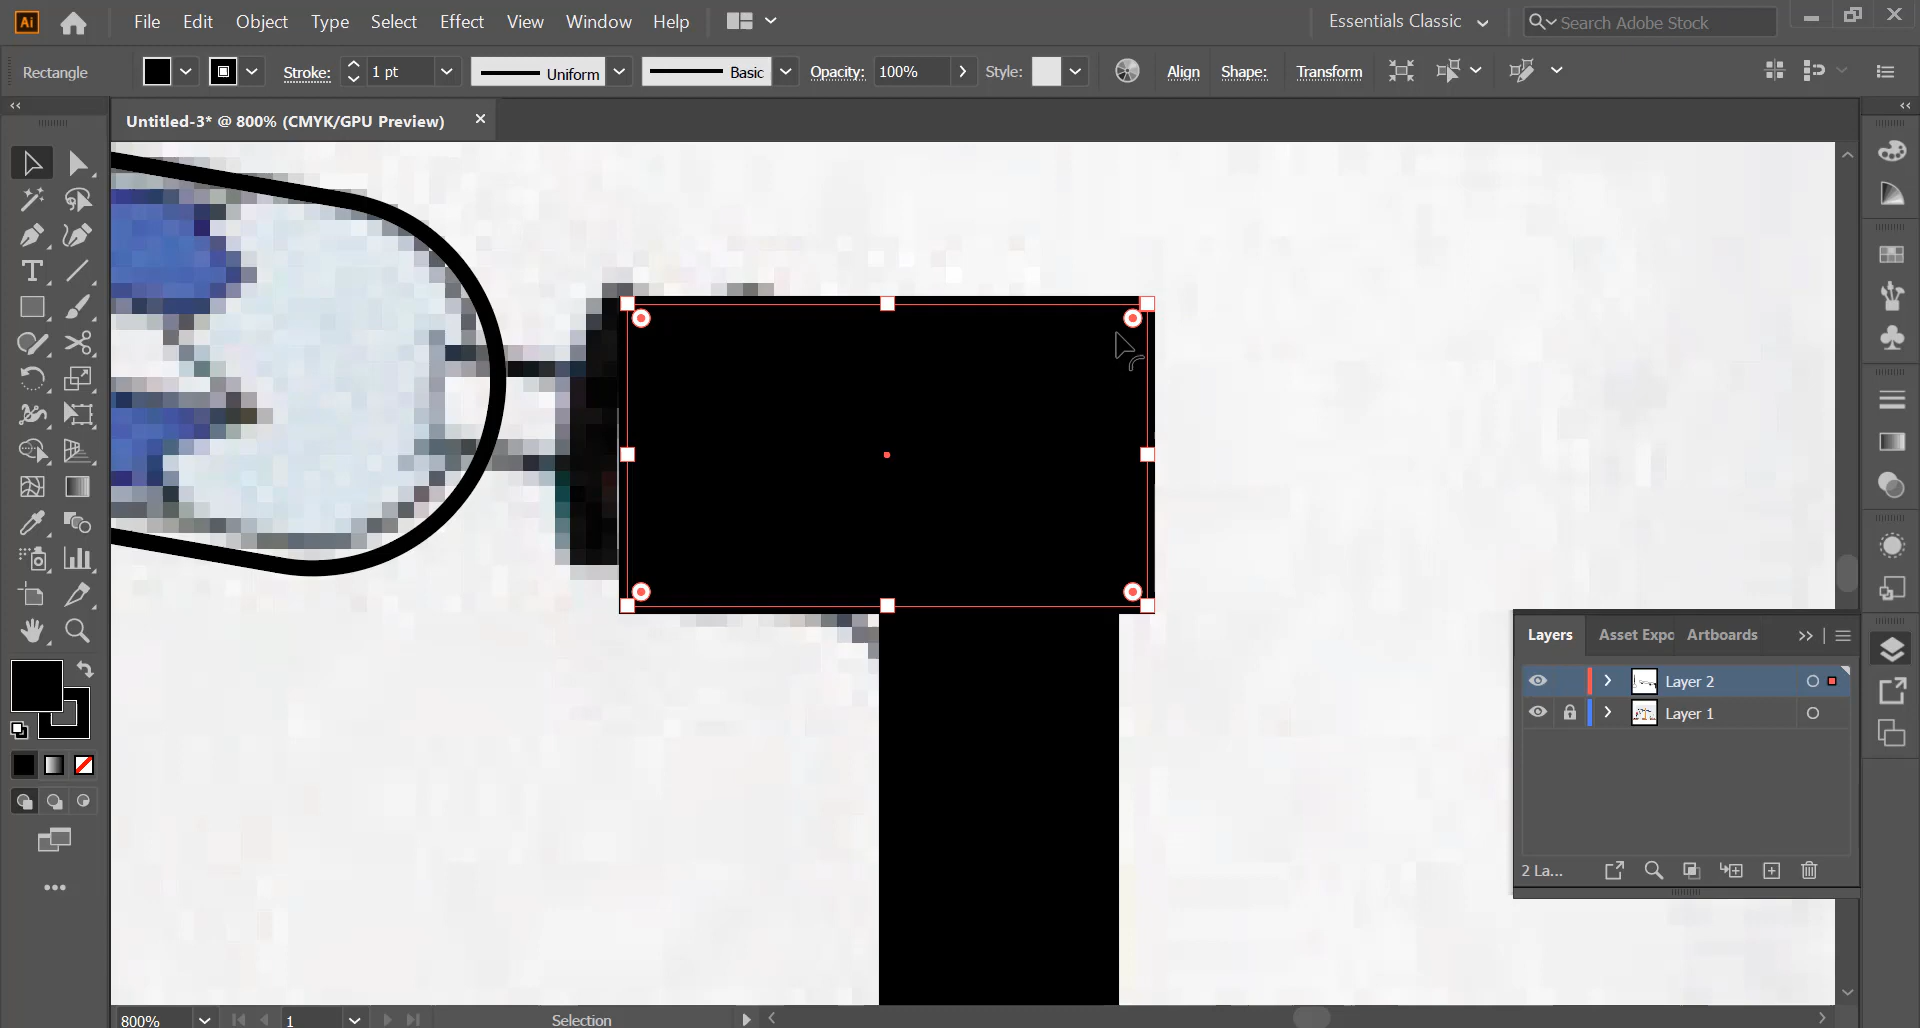 Ai File Edit Object Type Select Effect View Window Help Essentials Classic Search Adobe Stock
Rectangle Stroke: 1 pt Uniform Basic Opacity: 100% Style: Align Shape: Transform
Untitled-3* @ 800% (CMYK/GPU Preview)
Layers Asset Expo Artboards
Layer 2
Layer 1
2 La...
800% 1 Selection